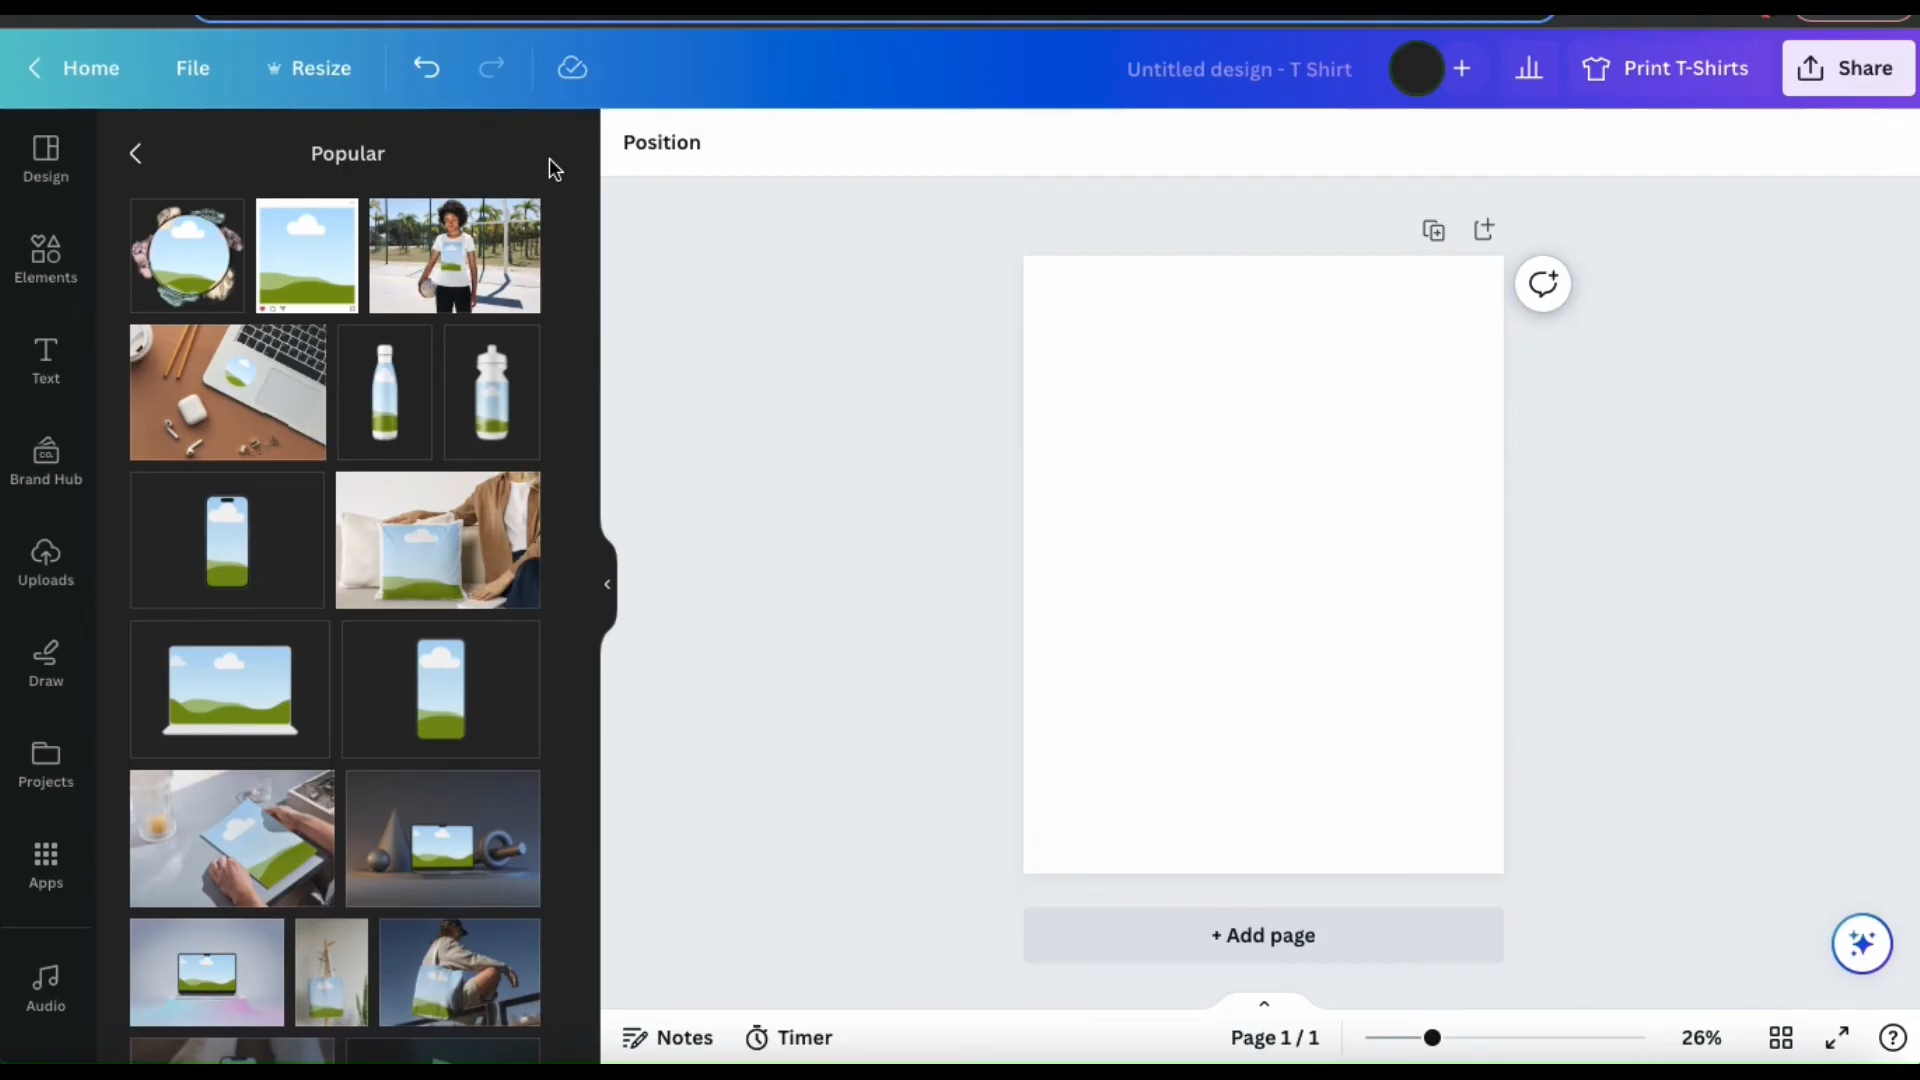 Home
File
Resize
Untitled design - T Shirt
+
Print T-Shirts
Share
Design
Elements
Text
CO.
Brand Hub
Uploads
Draw
Projects
Apps
Audio
Popular
Position
+ Add page
Notes
Timer
Page 1 / 1
26%
?